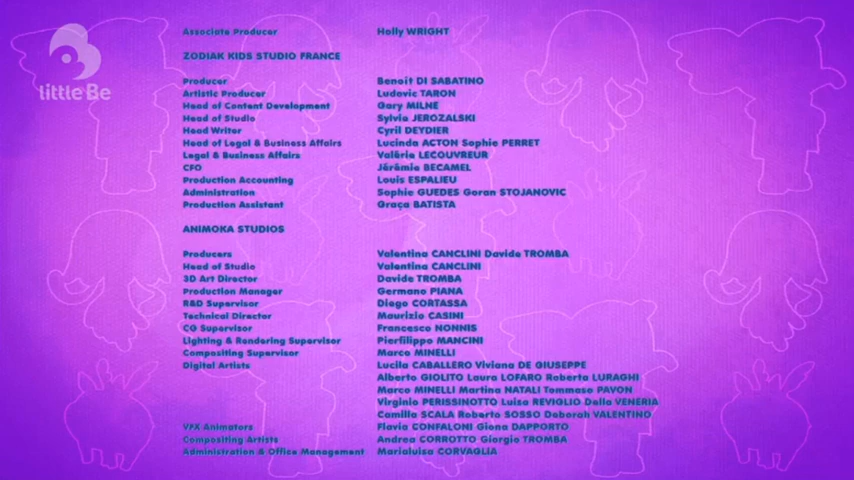 little Be
Associate Producer Holly WRIGHT
ZODIAK KIDS STUDIO FRANCE
Producer Benoit DI SABATINO
Artistic Producer Ludovic TARON
Head of Content Development Gary MILNE
Head of Studio Sylvie JEROZALSKI
Head Writer Cyril DEYDIER
Head of Legal & Business Affairs Lucinda ACTON Sophie PERRET
Legal & Business Affairs Valérie LECOUVREUR
CFO Jérémie BECAMEL
Production Accounting Louis ESPALIEU
Administration Sophie GUEDES Goran STOJANOVIC
Production Assistant Graça BATISTA
ANIMOKA STUDIOS
Producers Valentina CANCLINI Davide TROMBA
Head of Studio Valentina CANCLINI
3D Art Director Davide TROMBA
Production Manager Germano PIANA
R&D Supervisor Diego CORTASSA
Technical Director Maurizio CASINI
CG Supervisor Francesco NONNIS
Lighting & Rendering Supervisor Pierfilippo MANCINI
Compositing Supervisor Marco MINELLI
Digital Artists Lucila CABALLERO Viviana DE GIUSEPPE
Alberto GIOLITO Laura LOFARO Roberta LURAGHI
Marco MINELLI Martina NATALI Tommaso PAVON
Virginio PERISSINOTTO Luisa REVIGLIO Della VENERIA
Camilla SCALA Roberto SOSSO Deborah VALENTINO
VFX Animators Flavia CONFALONI Giona DAPPORTO
Compositing Artists Andrea CORROTTO Giorgio TROMBA
Administration & Office Management Marialuisa CORVAGLIA